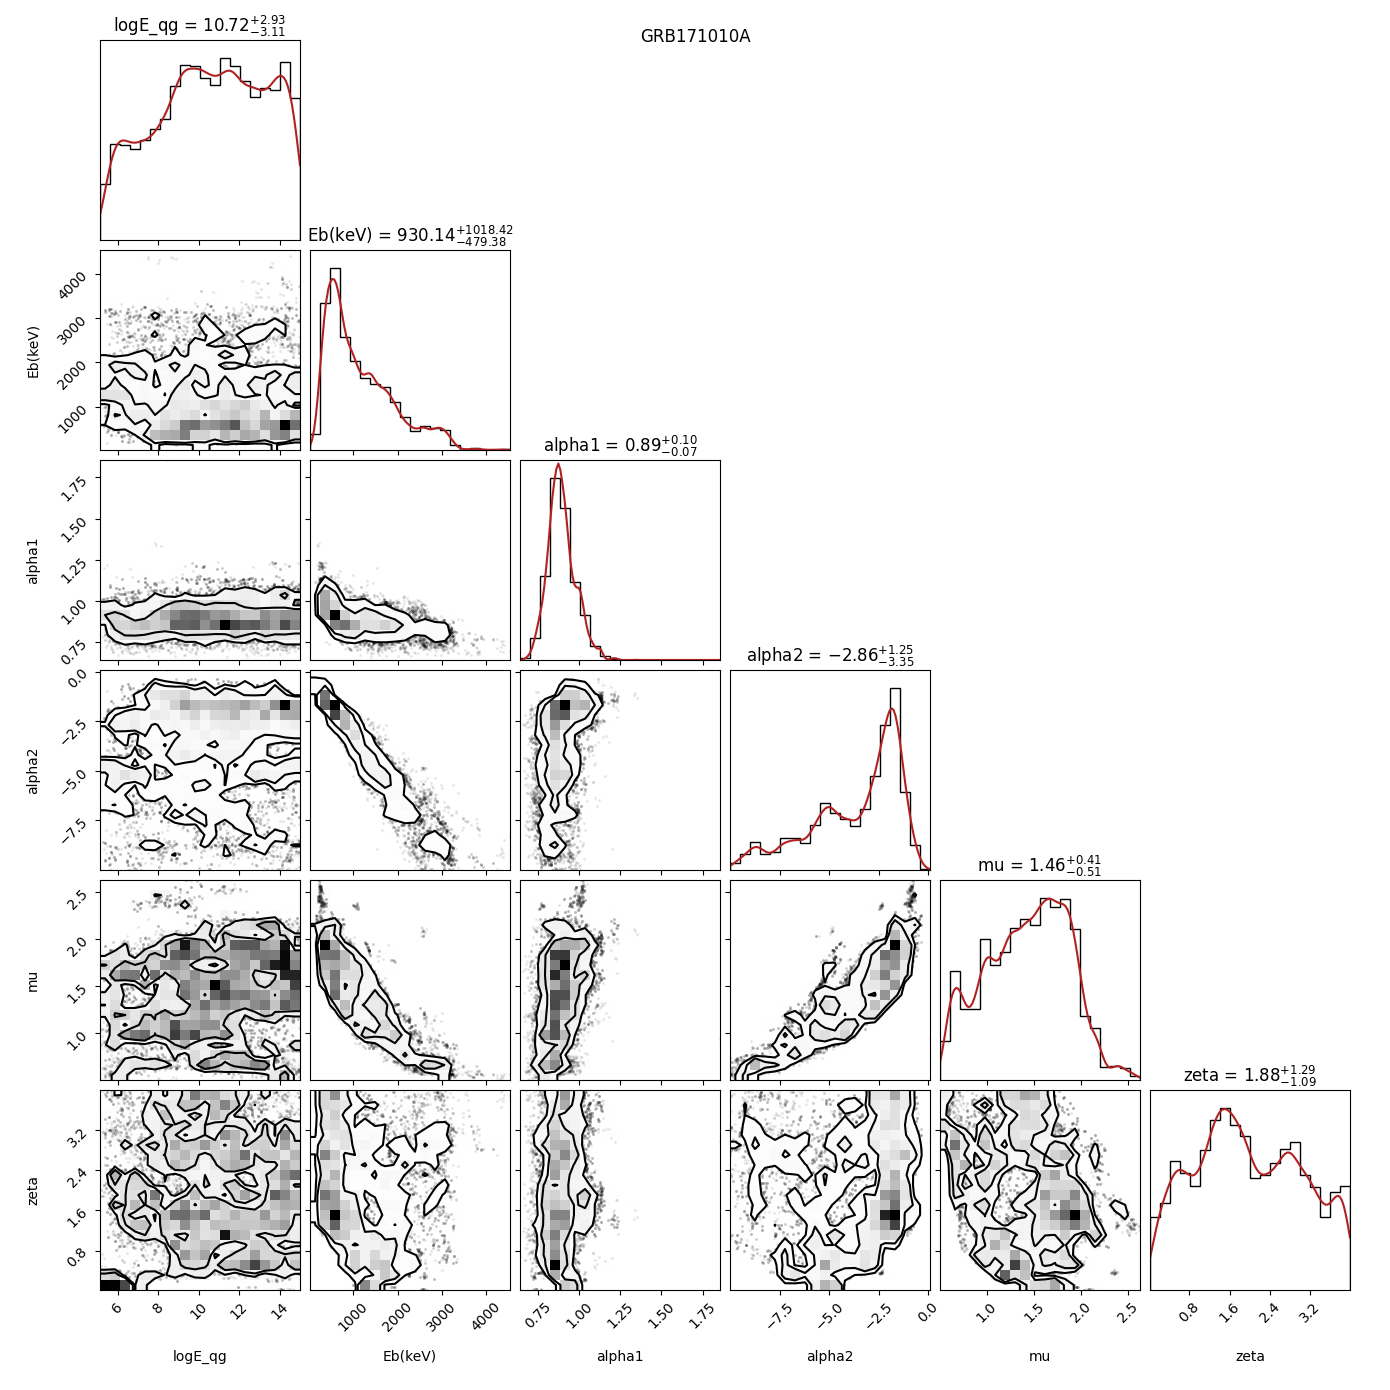 GRB171010A
logE_qg = 10.72+2.93−3.11
Eb(keV) = 930.14+1018.42−479.38
4000
3000
2000
1000
Eb(keV)
alpha1 = 0.89+0.10−0.07
1.75
1.50
1.25
1.00
0.75
alpha1
alpha2 = −2.86+1.25−3.35
0.0
−2.5
−5.0
−7.5
alpha2
mu = 1.46+0.41−0.51
2.5
2.0
1.5
1.0
mu
zeta = 1.88+1.29−1.09
3.2
2.4
1.6
0.8
zeta
6 8 10 12 14
1000 2000 3000 4000
0.75 1.00 1.25 1.50 1.75
−7.5 −5.0 −2.5 0.0
1.0 1.5 2.0 2.5
0.8 1.6 2.4 3.2
logE_qg Eb(keV) alpha1 alpha2 mu zeta